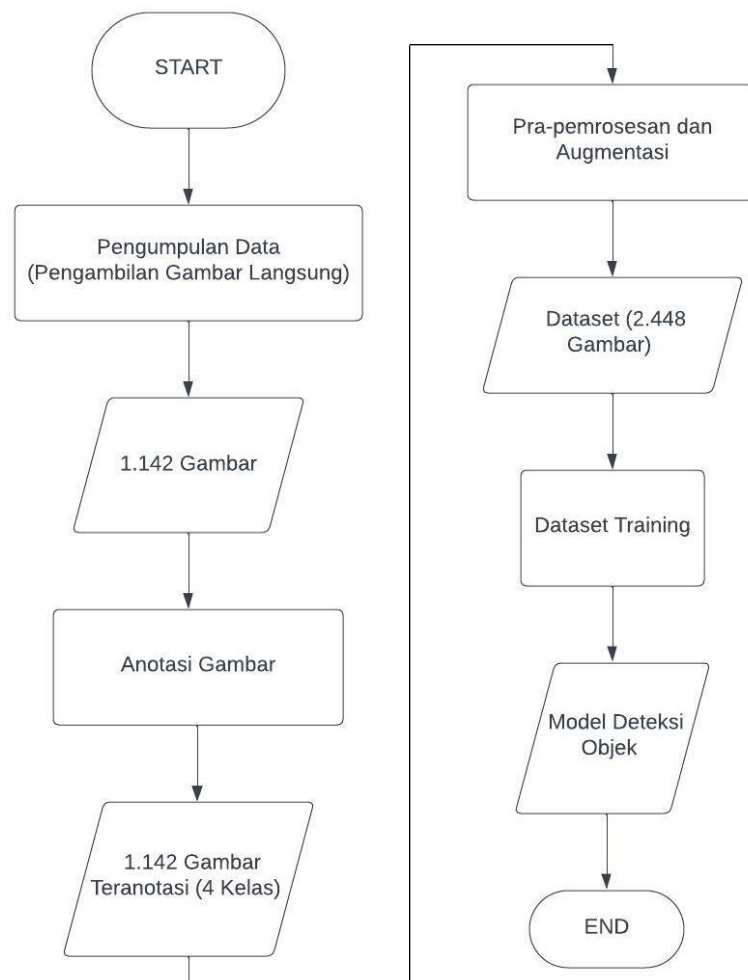 START
Pengumpulan Data
(Pengambilan Gambar Langsung)
1.142 Gambar
Anotasi Gambar
1.142 Gambar
Teranotasi (4 Kelas)
Pra-pemrosesan dan
Augmentasi
Dataset (2.448
Gambar)
Dataset Training
Model Deteksi
Objek
END